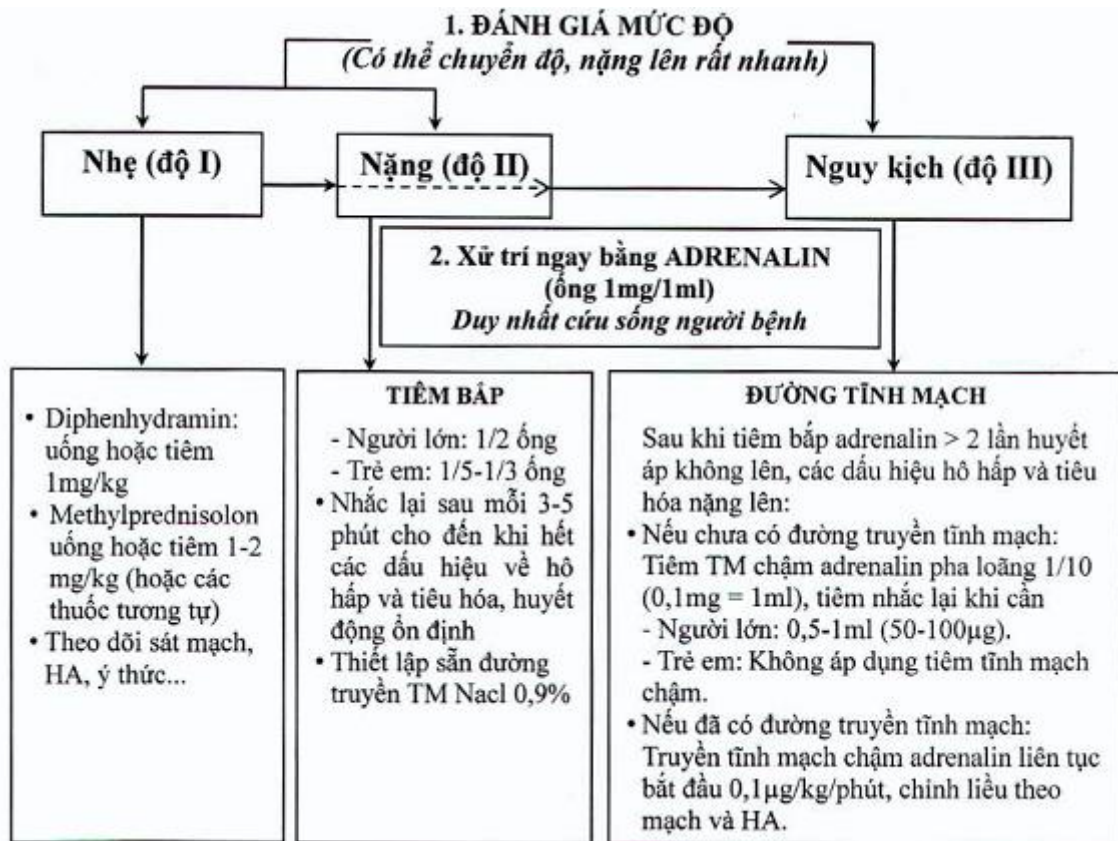 1. ĐÁNH GIÁ MỨC ĐỘ
(Có thể chuyển độ, nặng lên rất nhanh)
Nhẹ (độ I)
Nặng (độ II)
Nguy kịch (độ III)
2. Xử trí ngay bằng ADRENALIN
(ống 1mg/1ml)
Duy nhất cứu sống người bệnh
• Diphenhydramin:
uống hoặc tiêm
1mg/kg
• Methylprednisolon
uống hoặc tiêm 1-2
mg/kg (hoặc các
thuốc tương tự)
• Theo dõi sát mạch,
HA, ý thức...
TIÊM BẮP
- Người lớn: 1/2 ống
- Trẻ em: 1/5-1/3 ống
• Nhắc lại sau mỗi 3-5
phút cho đến khi hết
các dấu hiệu về hô
hấp và tiêu hóa, huyết
động ổn định
• Thiết lập sẵn đường
truyền TM Nacl 0,9%
ĐƯỜNG TĨNH MẠCH
Sau khi tiêm bắp adrenalin > 2 lần huyết
áp không lên, các dấu hiệu hô hấp và tiêu
hóa nặng lên:
• Nếu chưa có đường truyền tĩnh mạch:
Tiêm TM chậm adrenalin pha loãng 1/10
(0,1mg = 1ml), tiêm nhắc lại khi cần
- Người lớn: 0,5-1ml (50-100µg).
- Trẻ em: Không áp dụng tiêm tĩnh mạch
chậm.
• Nếu đã có đường truyền tĩnh mạch:
Truyền tĩnh mạch chậm adrenalin liên tục
bắt đầu 0,1µg/kg/phút, chỉnh liều theo
mạch và HA.